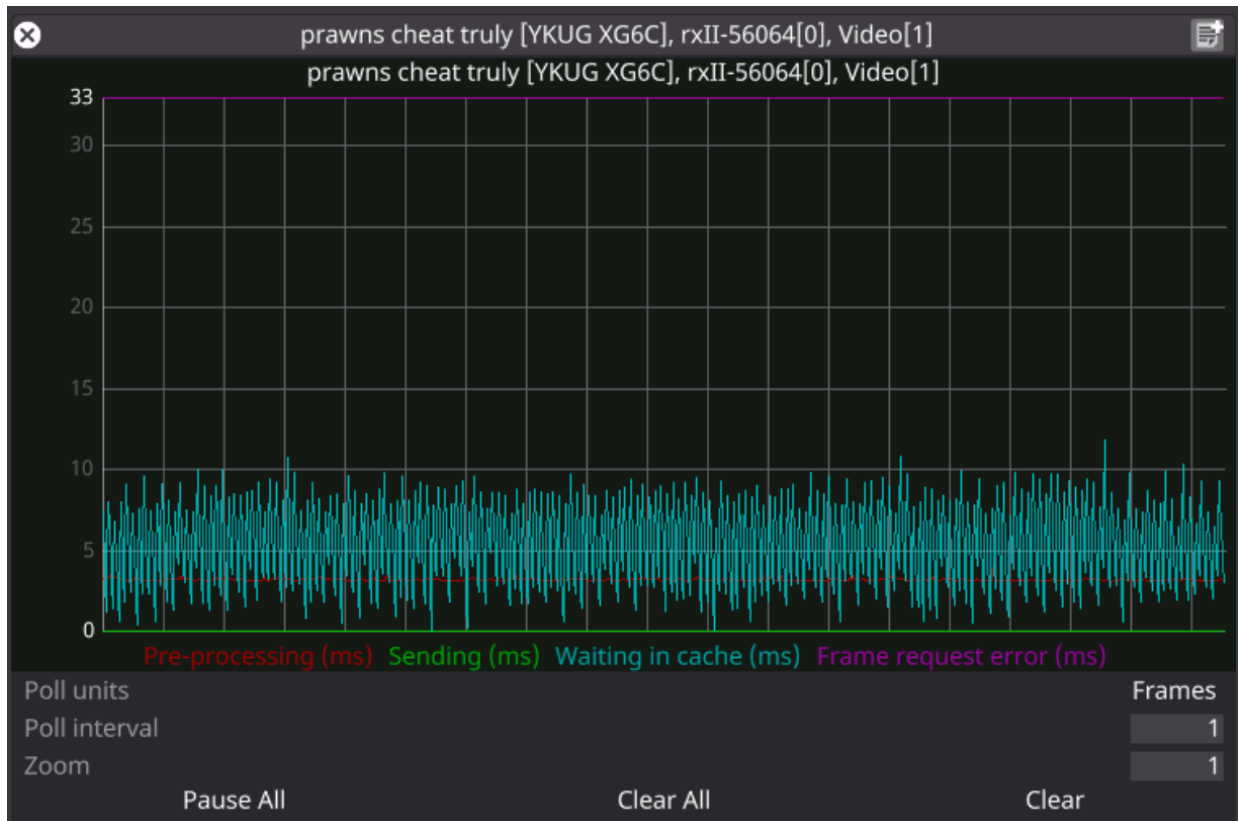 prawns cheat truly [YKUG XG6C], rxII-56064[0], Video[1]
prawns cheat truly [YKUG XG6C], rxII-56064[0], Video[1]
33
30
25
20
15
10
5
0
Pre-processing (ms) Sending (ms) Waiting in cache (ms) Frame request error (ms)
Poll units Frames
Poll interval 1
Zoom 1
Pause All Clear All Clear